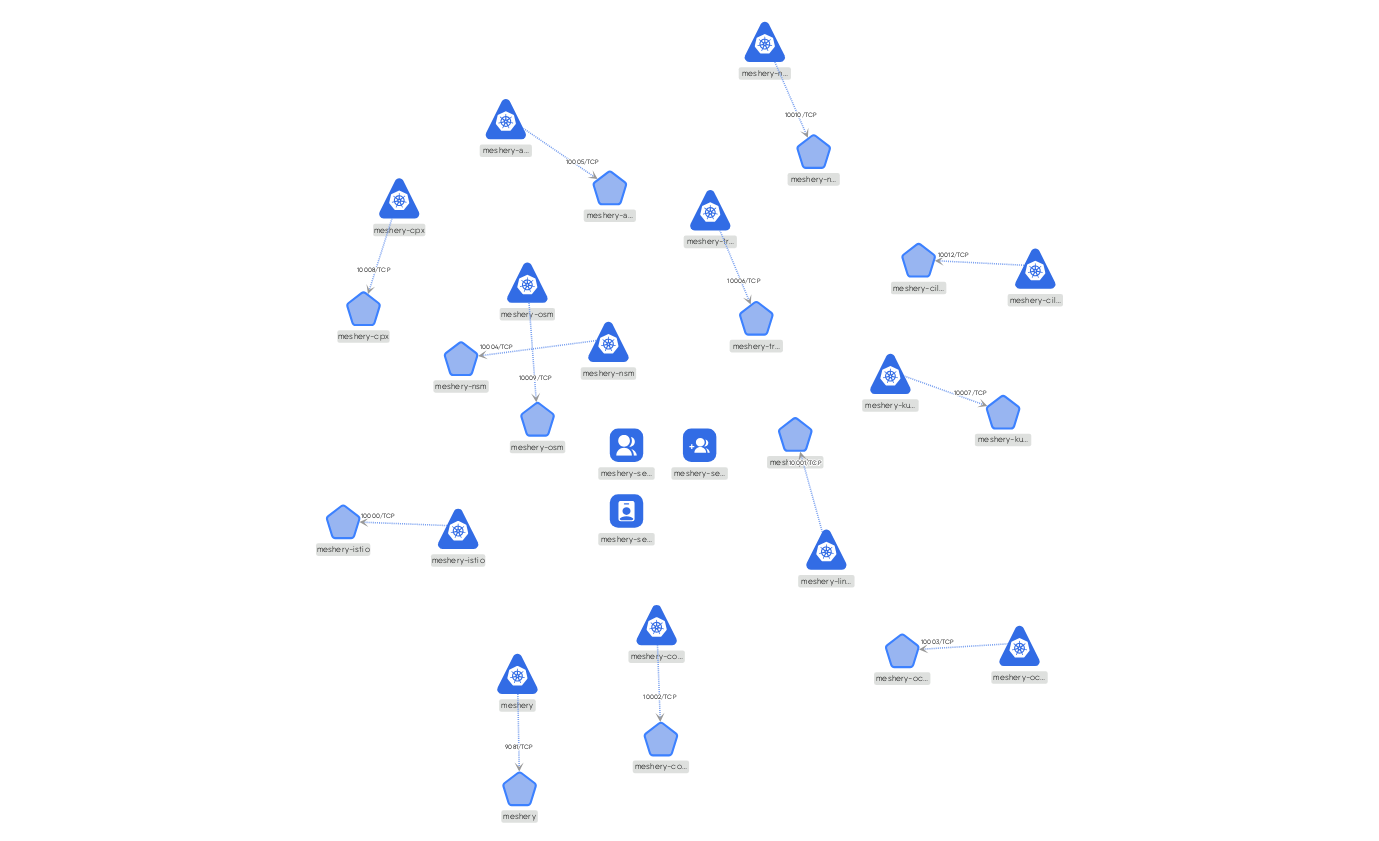 meshery-n...
10010/TCP
meshery-n...
meshery-a...
10005/TCP
meshery-a...
meshery-cpx
10008/TCP
meshery-cpx
meshery-tr...
10006/TCP
meshery-tr...
10012/TCP
meshery-cil...
meshery-cil...
meshery-osm
10004/TCP
meshery-nsm
meshery-nsm
10009/TCP
meshery-osm
10007/TCP
meshery-ku...
meshery-ku...
meshery-se...
meshery-se...
10001/TCP
meshery-se...
10000/TCP
meshery-istio
meshery-istio
meshery-lin...
meshery-co...
10002/TCP
meshery-co...
10003/TCP
meshery-oc...
meshery-oc...
meshery
9081/TCP
meshery